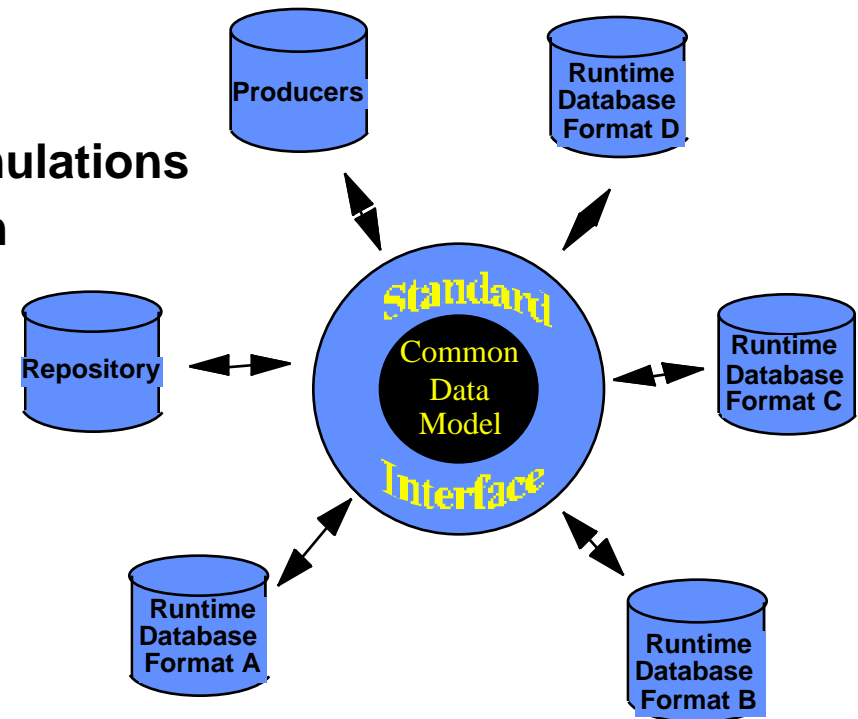 Producers
Runtime
Database
Format D
Repository
Standard
Common
Data
Model
Interface
Runtime
Database
Format C
Runtime
Database
Format A
Runtime
Database
Format B